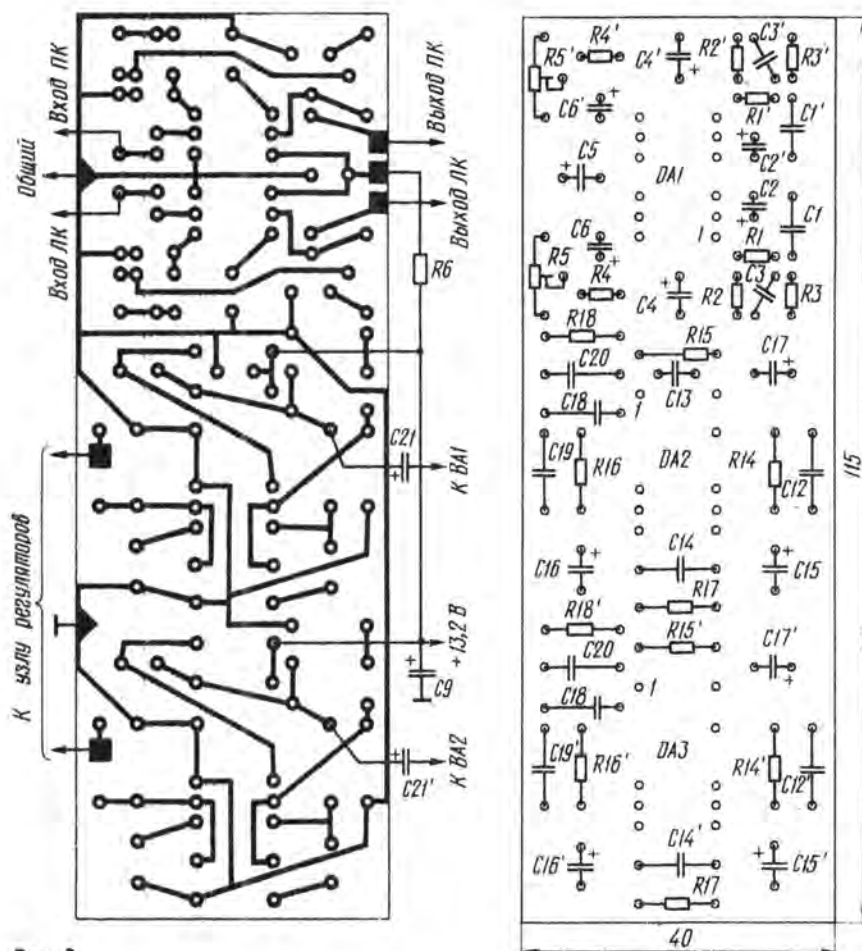 Вход ПК
Общий
Вход ЛК
Выход ПК
Выход ЛК
R6
C21
К ВА1
К узлу регуляторов
+13,2 В
C9
C21'
К ВА2
R5'
R4'
C4'
+
R2'
C3'
R3'
C6'
+
R1'
C1'
+
C5
DA1
+
C2'
C2
+
C1
C6
+
1
R1
R5
R4
C4
+
R2
C3
R3
R18
R15
C17
+
C20
C13
C18
1
C19
R16
DA2
R14
C12
C14
C16
+
+
C15
R17
R18'
R15'
C20
C17'
+
C18
1
C19'
R16'
DA3
R14'
C12'
C14'
C16'
+
+
C15'
R17
115
40